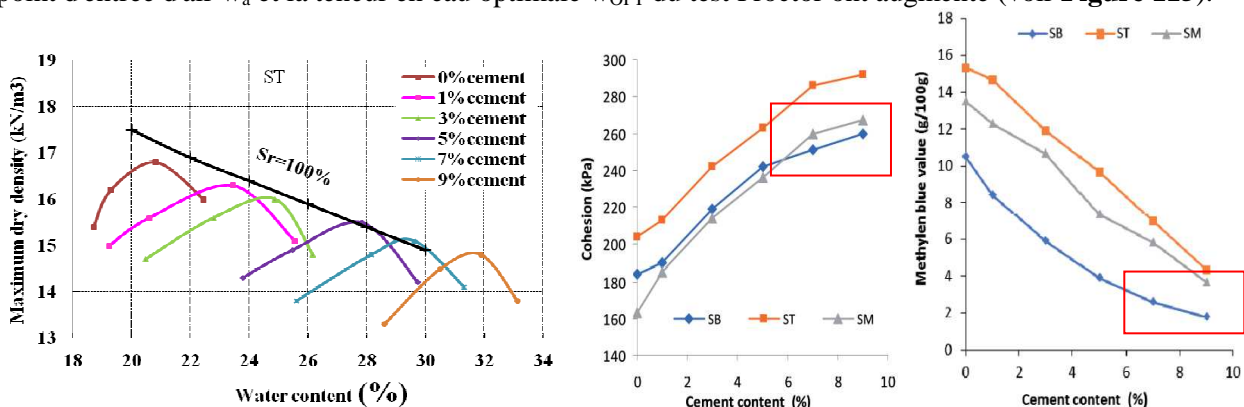 point d'entrée d'air wa et la teneur en eau optimale wOPT du test Proctor ont augmenté (voir Figure 113).
ST
Maximum dry density (kN/m3)
19
18
17
16
15
14
13
18 20 22 24 26 28 30 32 34
Water content (%)
Sr=100%
0%cement
1%cement
3%cement
5%cement
7%cement
9%cement
Cohesion (kPa)
300
280
260
240
220
200
180
160
140
0 2 4 6 8 10
Cement content (%)
SB ST SM
SB ST SM
Methylen blue value (g/100g)
18
16
14
12
10
8
6
4
2
0
0 2 4 6 8 10
Cement content (%)